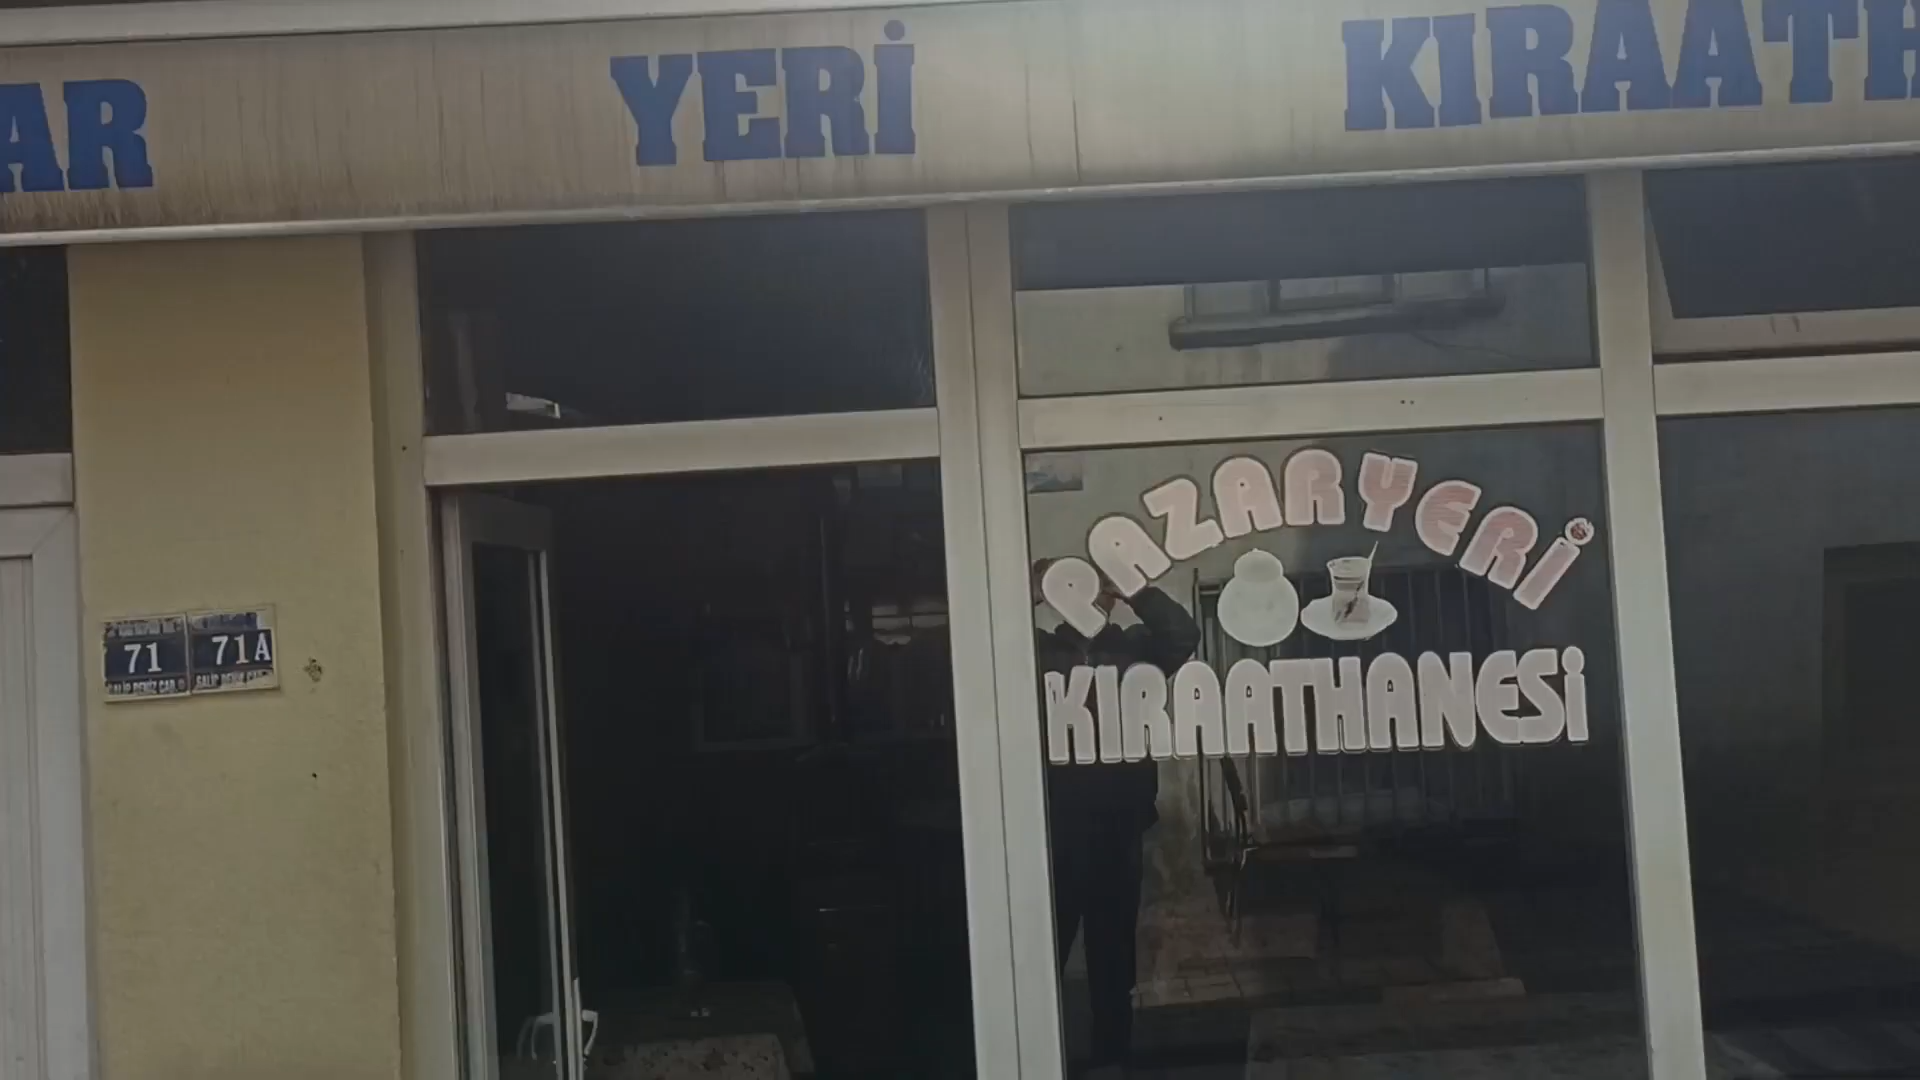 AR YERİ KIRAATH
PAZARYERİ
KIRAATHANESİ
71
71A